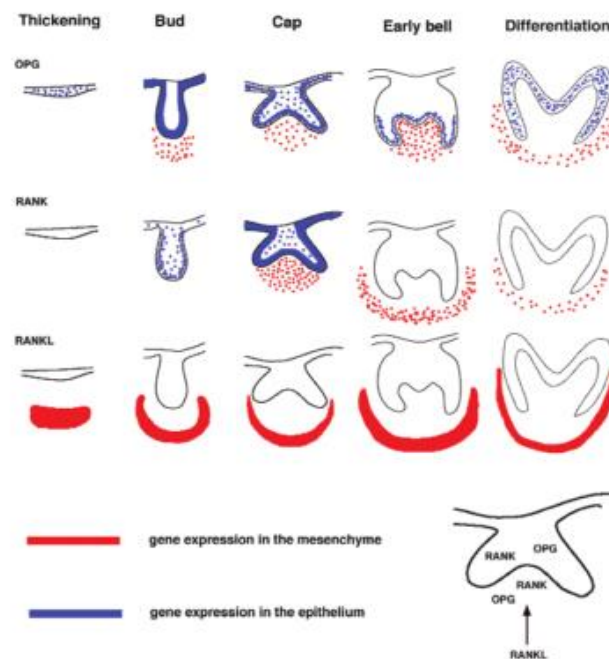 Thickening Bud Cap Early bell Differentiation
OPG
RANK
RANKL
gene expression in the mesenchyme
gene expression in the epithelium
RANK OPG
RANK
OPG
RANKL